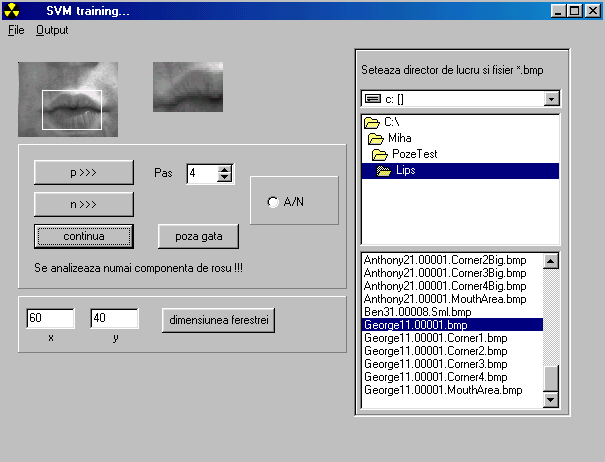 SVM training...
File Output
Seteaza director de lucru si fisier *.bmp
c: []
C:\
Miha
PozeTest
Lips
p >>>
Pas
4
n >>>
A/N
continua
poza gata
Se analizeaza numai componenta de rosu !!!
60
40
dimensiunea ferestrei
x
y
Anthony21.00001.Corner2Big.bmp
Anthony21.00001.Corner3Big.bmp
Anthony21.00001.Corner4Big.bmp
Anthony21.00001.MouthArea.bmp
Ben31.00008.Sml.bmp
George11.00001.bmp
George11.00001.Corner1.bmp
George11.00001.Corner2.bmp
George11.00001.Corner3.bmp
George11.00001.Corner4.bmp
George11.00001.MouthArea.bmp